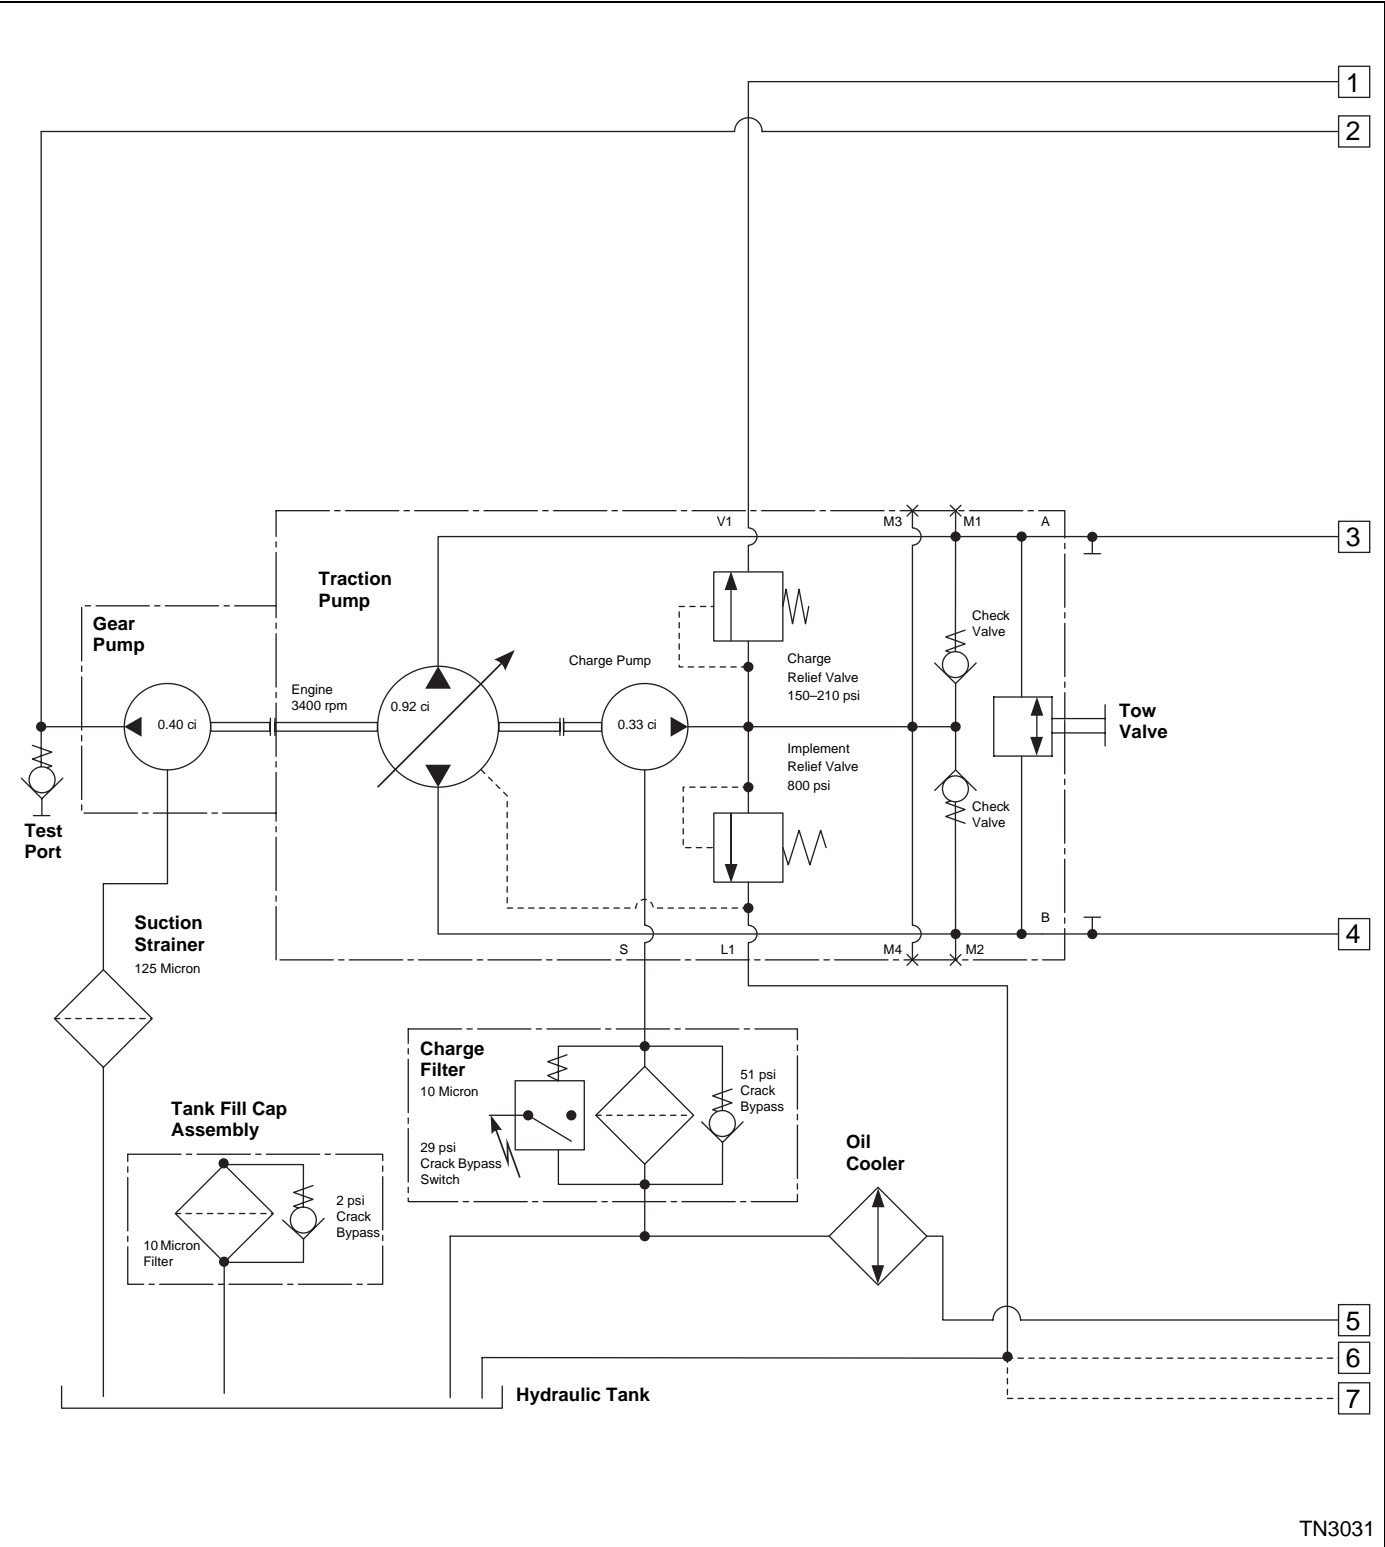 1
2
V1
M3
M1
A
3
Traction
Pump
Gear
Pump
Check
Valve
Charge Pump
Charge
Relief Valve
150–210 psi
Engine
3400 rpm
0.92 ci
0.40 ci
0.33 ci
Tow
Valve
Implement
Relief Valve
800 psi
Check
Valve
Test
Port
Suction
Strainer
125 Micron
B
4
S
L1
M4
M2
Charge
Filter
10 Micron
51 psi
Crack
Bypass
29 psi
Crack Bypass
Switch
Tank Fill Cap
Assembly
2 psi
Crack
Bypass
10 Micron
Filter
Oil
Cooler
5
6
7
Hydraulic Tank
TN3031